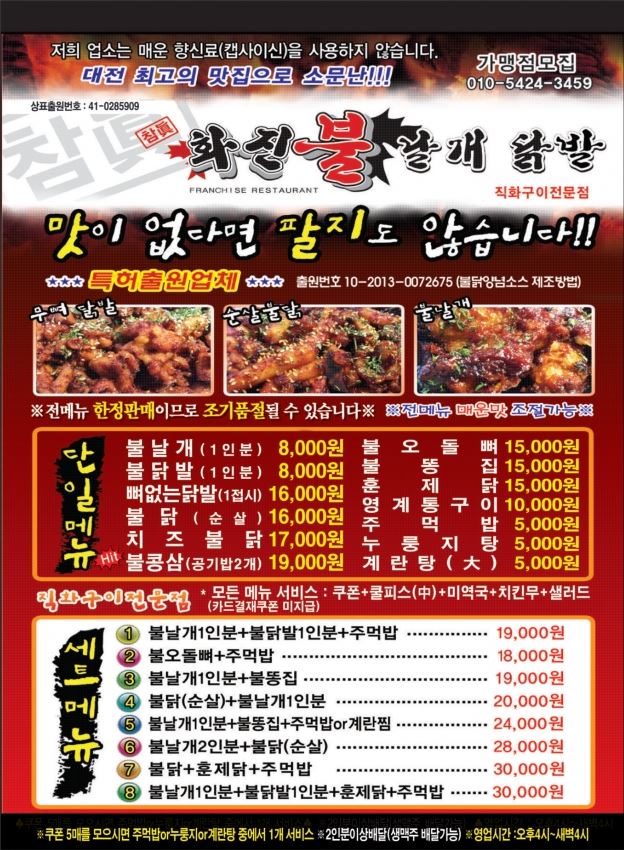 저희 업소는 매운 향신료(캡사이신)을 사용하지 않습니다.
대전 최고의 맛집으로 소문난!!!
가맹점모집
010-5424-3459
상표출원번호 : 41-0285909
참眞
참眞 화진불날개 닭발
FRANCHISE RESTAURANT
직화구이전문점
맛이 없다면 팔지도 않습니다!!
*** 특허출원업체 *** 출원번호 10-2013-0072675 (불닭양념소스 제조방법)
무뼈 닭발
순살불닭
불날개
※전메뉴 한정판매이므로 조기품절될 수 있습니다※ ※전메뉴 매운맛 조절가능※
단일메뉴
불날개(1인분) 8,000원
불닭발(1인분) 8,000원
뼈없는닭발(1접시) 16,000원
불닭(순살) 16,000원
치즈불닭 17,000원
Hit 불콩삼(공기밥2개) 19,000원
불오돌뼈 15,000원
불똥집 15,000원
훈제닭 15,000원
영계통구이 10,000원
주먹밥 5,000원
누룽지탕 5,000원
계란탕(大) 5,000원
직화구이전문점
* 모든 메뉴 서비스 : 쿠폰+쿨피스(中)+미역국+치킨무+샐러드
(카드결재쿠폰 미지급)
세트메뉴
1 불날개1인분+불닭발1인분+주먹밥 19,000원
2 불오돌뼈+주먹밥 18,000원
3 불날개1인분+불똥집 19,000원
4 불닭(순살)+불날개1인분 20,000원
5 불날개1인분+불똥집+주먹밥or계란찜 24,000원
6 불날개2인분+불닭(순살) 28,000원
7 불닭+훈제닭+주먹밥 30,000원
8 불날개1인분+불닭발1인분+훈제닭+주먹밥 30,000원
※쿠폰 5매를 모으시면 주먹밥or누룽지or계란탕 중에서 1개 서비스 ※2인분이상배달(생맥주 배달가능) ※영업시간 :오후4시~새벽4시